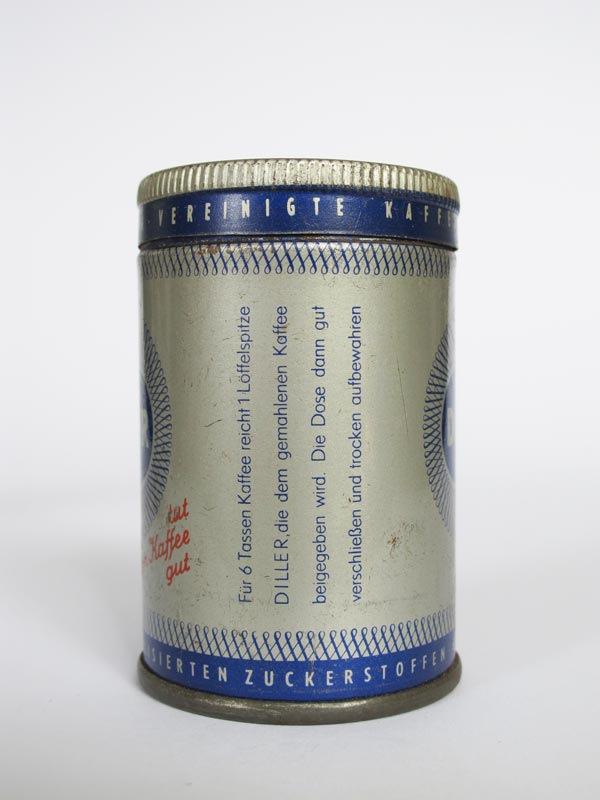 VEREINIGTE
Für 6 Tassen Kaffee reicht 1 Löffelspitze
DILLER, die dem gemahlenen Kaffee
beigegeben wird. Die Dose dann gut
verschließen und trocken aufbewahren
tut
Kaffee
gut
ZUCKERSTOFFEN